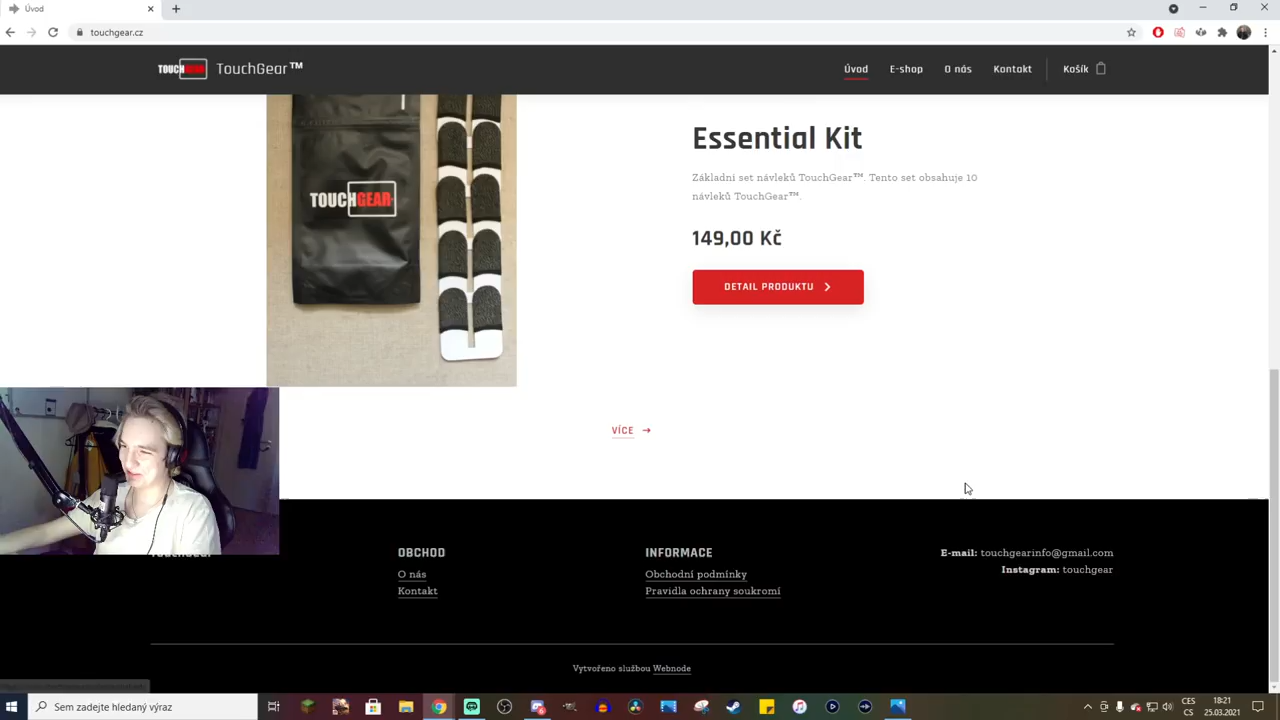 Úvod
touchgear.cz
TOUCHGEAR TouchGear™ Úvod E-shop O nás Kontakt Košík
Essential Kit
Základní set návleků TouchGear™. Tento set obsahuje 10
návleků TouchGear™.
149,00 Kč
DETAIL PRODUKTU
TOUCHGEAR
VÍCE →
OBCHOD
O nás
Kontakt
INFORMACE
Obchodní podmínky
Pravidla ochrany soukromí
E-mail: touchgearinfo@gmail.com
Instagram: touchgear
Vytvořeno službou Webnode
Sem zadejte hledaný výraz
CES
CS
18:21
25.03.2021